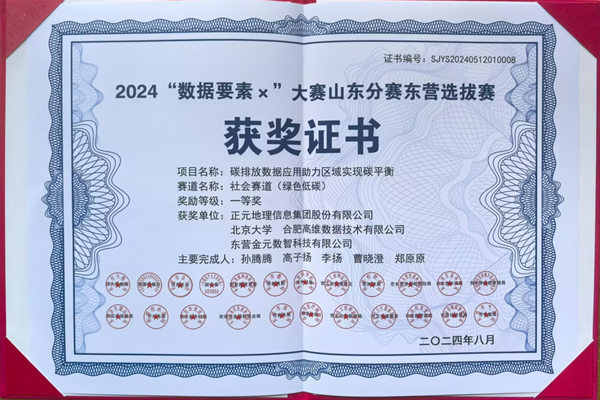 证书编号：SJYS20240512010008
2024“数据要素×”大赛山东分赛东营选拔赛
获奖证书
项目名称：碳排放数据应用助力区域实现碳平衡
赛道名称：社会赛道（绿色低碳）
奖励等级：一等奖
获奖单位：正元地理信息集团股份有限公司
北京大学 合肥高维数据技术有限公司
东营金元数智科技有限公司
主要完成人：孙腾腾 高子扬 李扬 曹晓澄 郑原原
二〇二四年八月